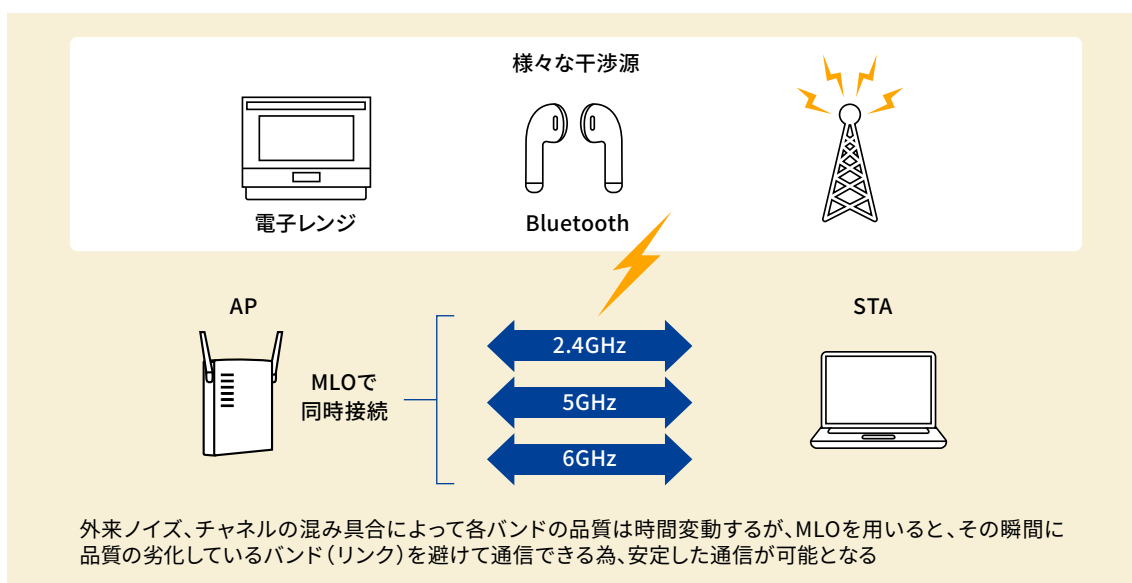 様々な干渉源
電子レンジ
Bluetooth
AP
STA
MLOで
同時接続
2.4GHz
5GHz
6GHz
外来ノイズ、チャネルの混み具合によって各バンドの品質は時間変動するが、MLOを用いると、その瞬間に
品質の劣化しているバンド（リンク）を避けて通信できる為、安定した通信が可能となる